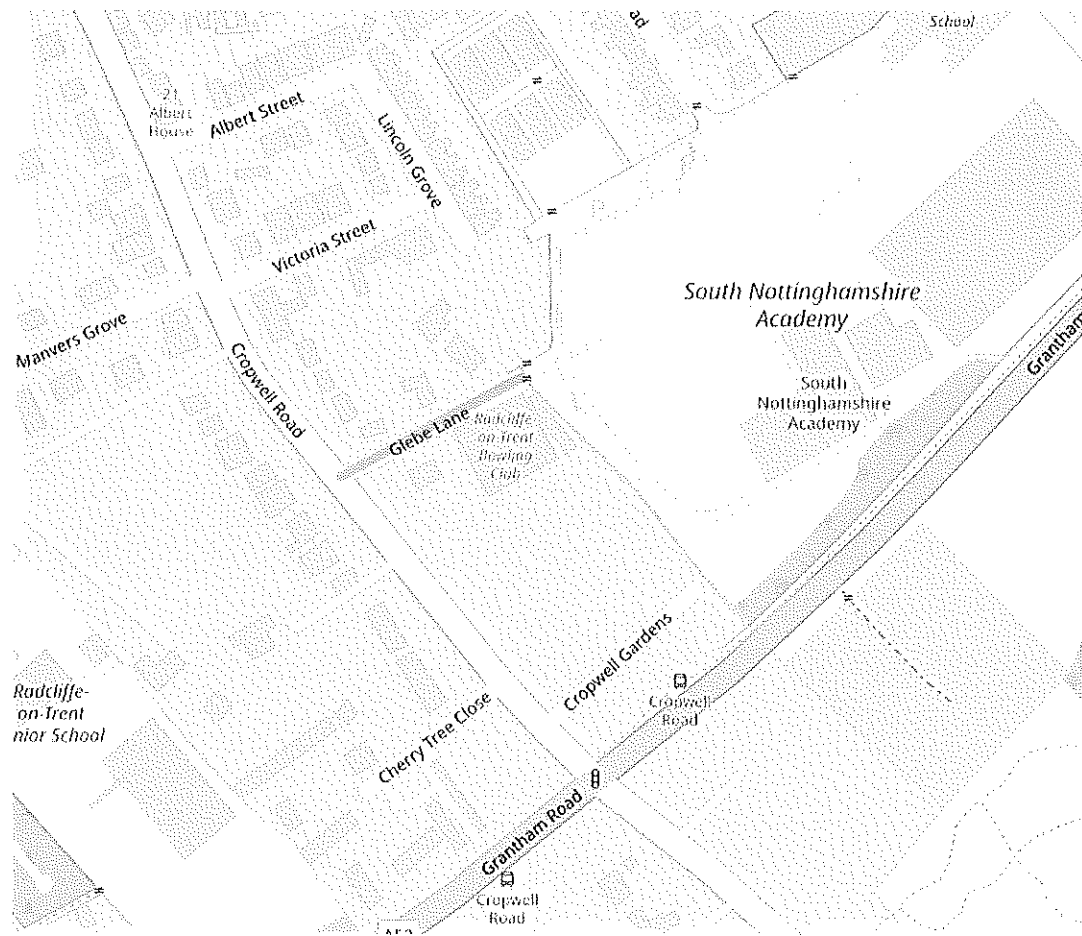 ad
School
21
Albert
House
Albert Street
Lincoln Grove
Victoria Street
South Nottinghamshire
Academy
Manvers Grove
Cropwell Road
Grantham
South
Nottinghamshire
Academy
Glebe Lane
Radcliffe-
on-Trent
Bowling
Club
Cropwell Gardens
Radcliffe-
on-Trent
nior School
Cropwell
Road
Cherry Tree Close
Grantham Road
Cropwell
Road
A52